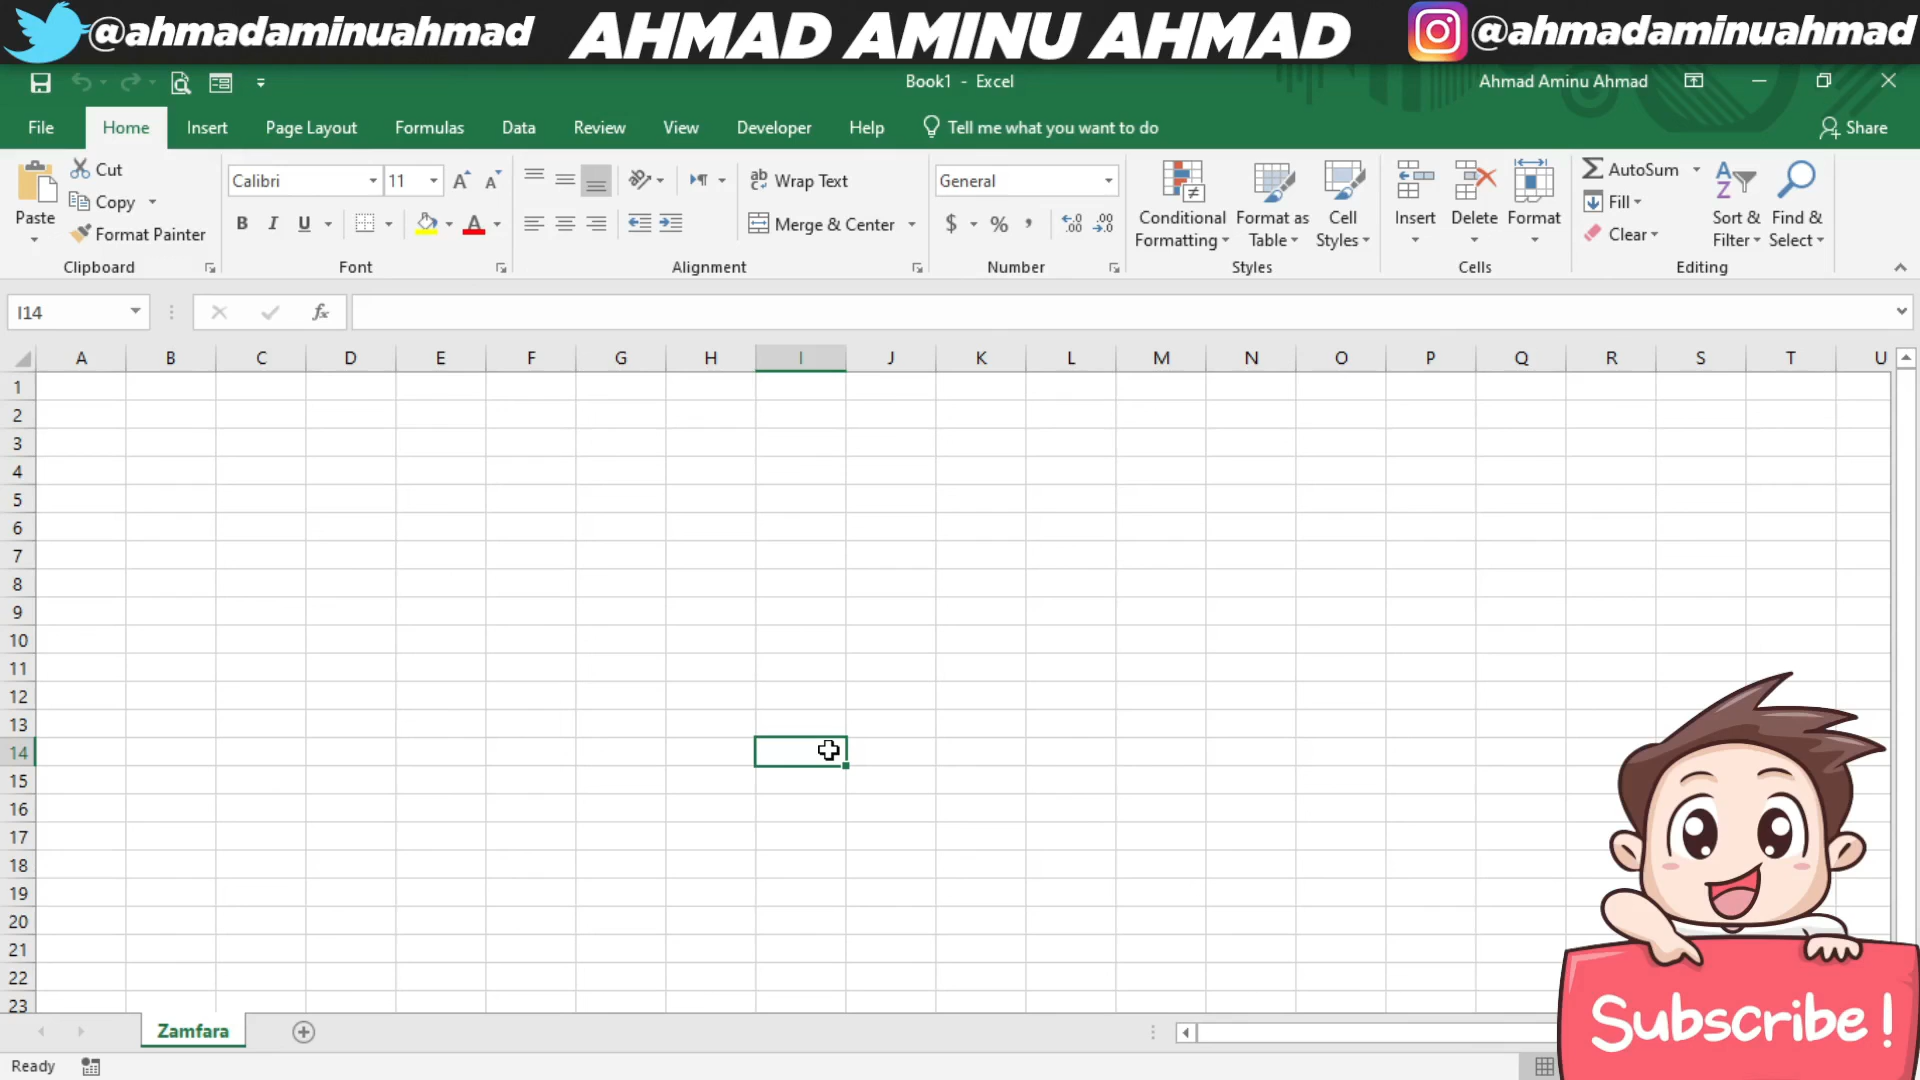 @ahmadaminuahmad AHMAD AMINU AHMAD @ahmadaminuahmad
Book1 - Excel Ahmad Aminu Ahmad
File Home Insert Page Layout Formulas Data Review View Developer Help Tell me what you want to do Share
Paste Cut
Copy
Format Painter
Clipboard
Calibri 11
B I U A
Font
Wrap Text
Merge & Center
Alignment
General
$ % , .00 .00
Number
Conditional Formatting
Format as Table
Cell Styles
Styles
Insert Delete Format
Cells
AutoSum
Fill
Clear
Sort & Filter
Find & Select
Editing
I14 fx
A B C D E F G H I J K L M N O P Q R S T U
1
2
3
4
5
6
7
8
9
10
11
12
13
14
15
16
17
18
19
20
21
22
23
Zamfara
Ready
Subscribe!